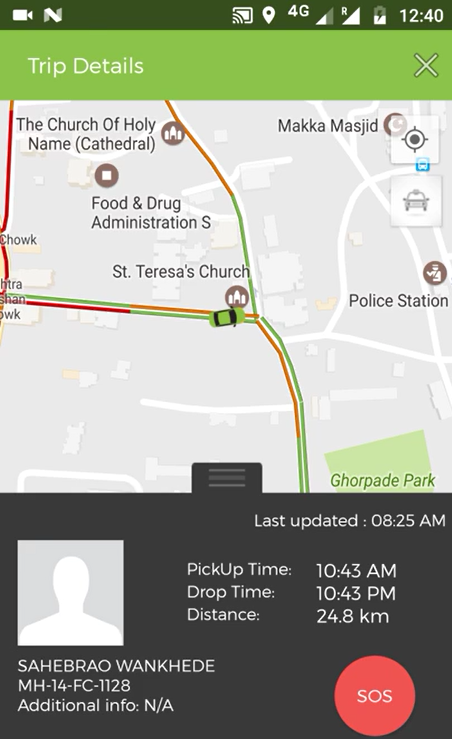 4G R 12:40
Trip Details
The Church Of Holy
Name (Cathedral)
Makka Masjid
Food & Drug
Administration S
Chowk
St. Teresa's Church
htra
shan
owk
Police Station
Ghorpade Park
Last updated : 08:25 AM
PickUp Time: 10:43 AM
Drop Time: 10:43 PM
Distance: 24.8 km
SAHEBRAO WANKHEDE
MH-14-FC-1128
Additional info: N/A
SOS